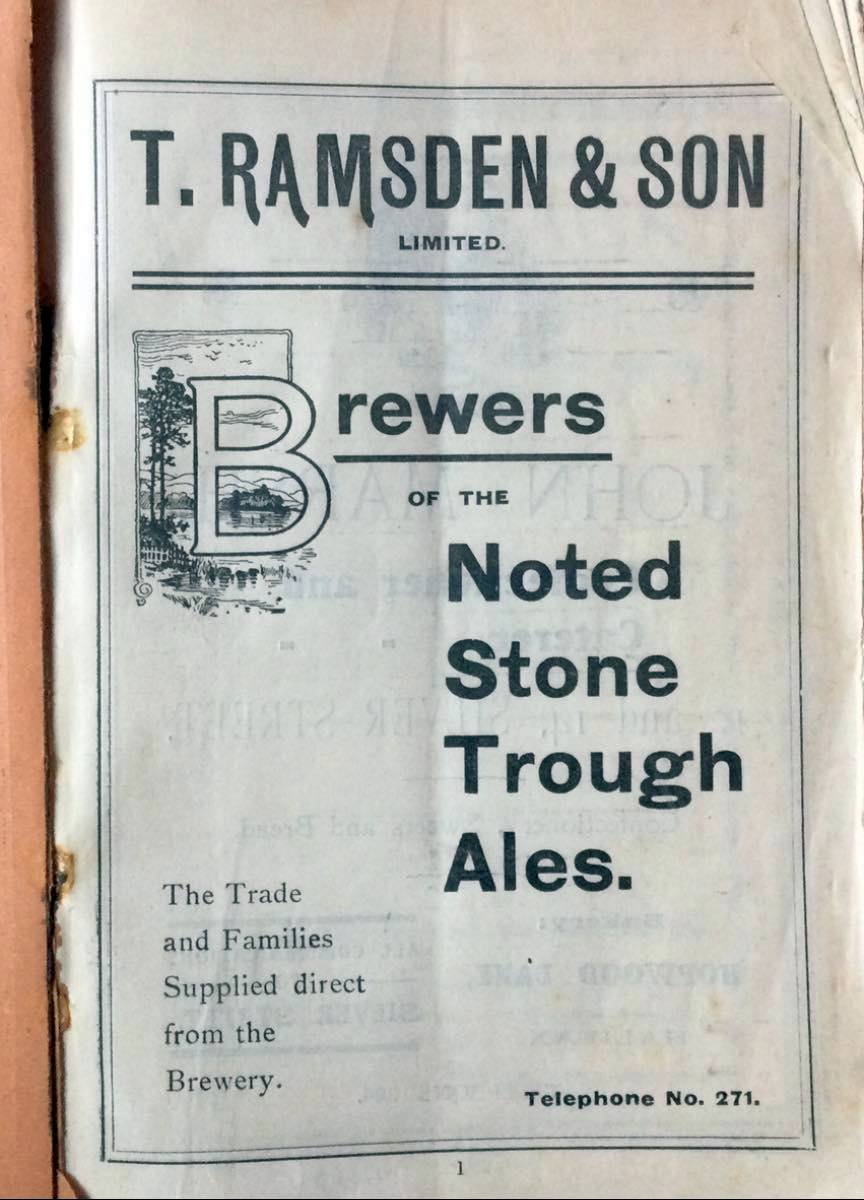 T. RAMSDEN & SON
LIMITED.
Brewers
OF THE
Noted
Stone
Trough
Ales.
The Trade
and Families
Supplied direct
from the
Brewery.
Telephone No. 271.
1